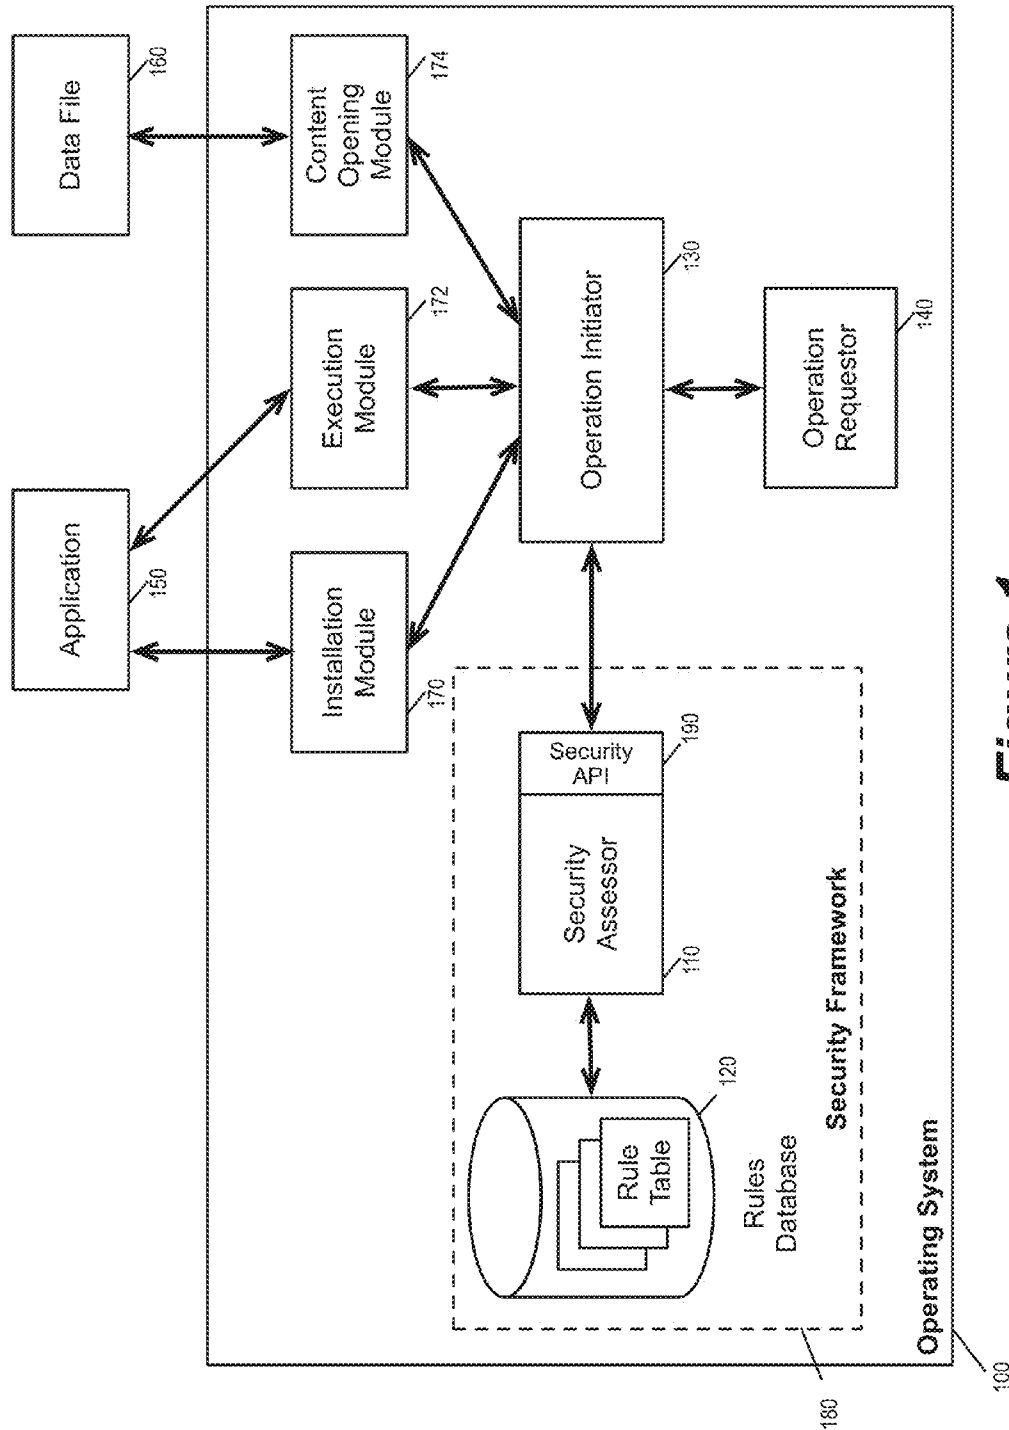 Application
150
Data File
160
Installation
Module
170
Execution
Module
172
Content
Opening
Module
174
Rule
Table
120
Rules
Database
Security
Assessor
110
Security
API
190
Operation Initiator
130
Operation
Requestor
140
Security Framework
180
Operating System
100